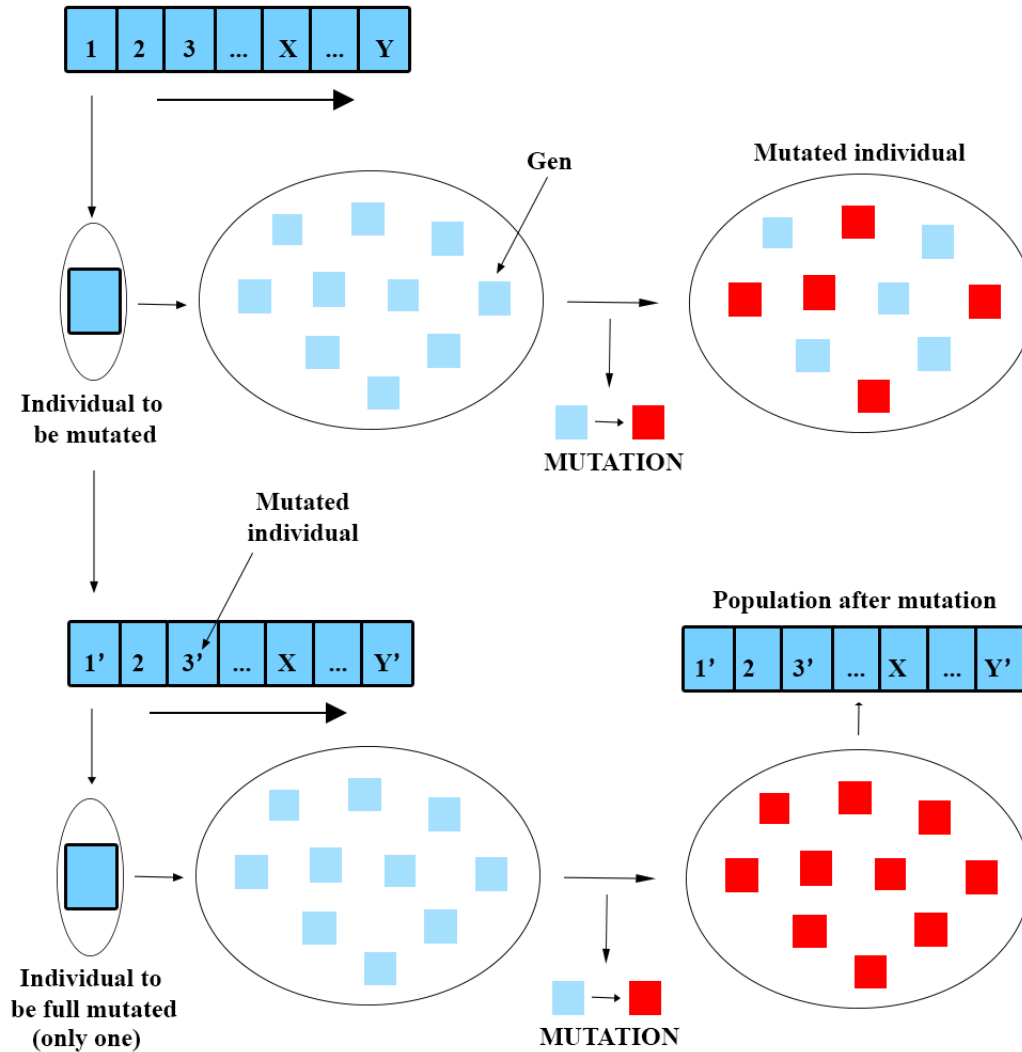 1 2 3 ... X ... Y
Gen
Mutated individual
Individual to
be mutated
MUTATION
Mutated
individual
1' 2 3' ... X ... Y'
Population after mutation
1' 2 3' ... X ... Y'
Individual to
be full mutated
(only one)
MUTATION